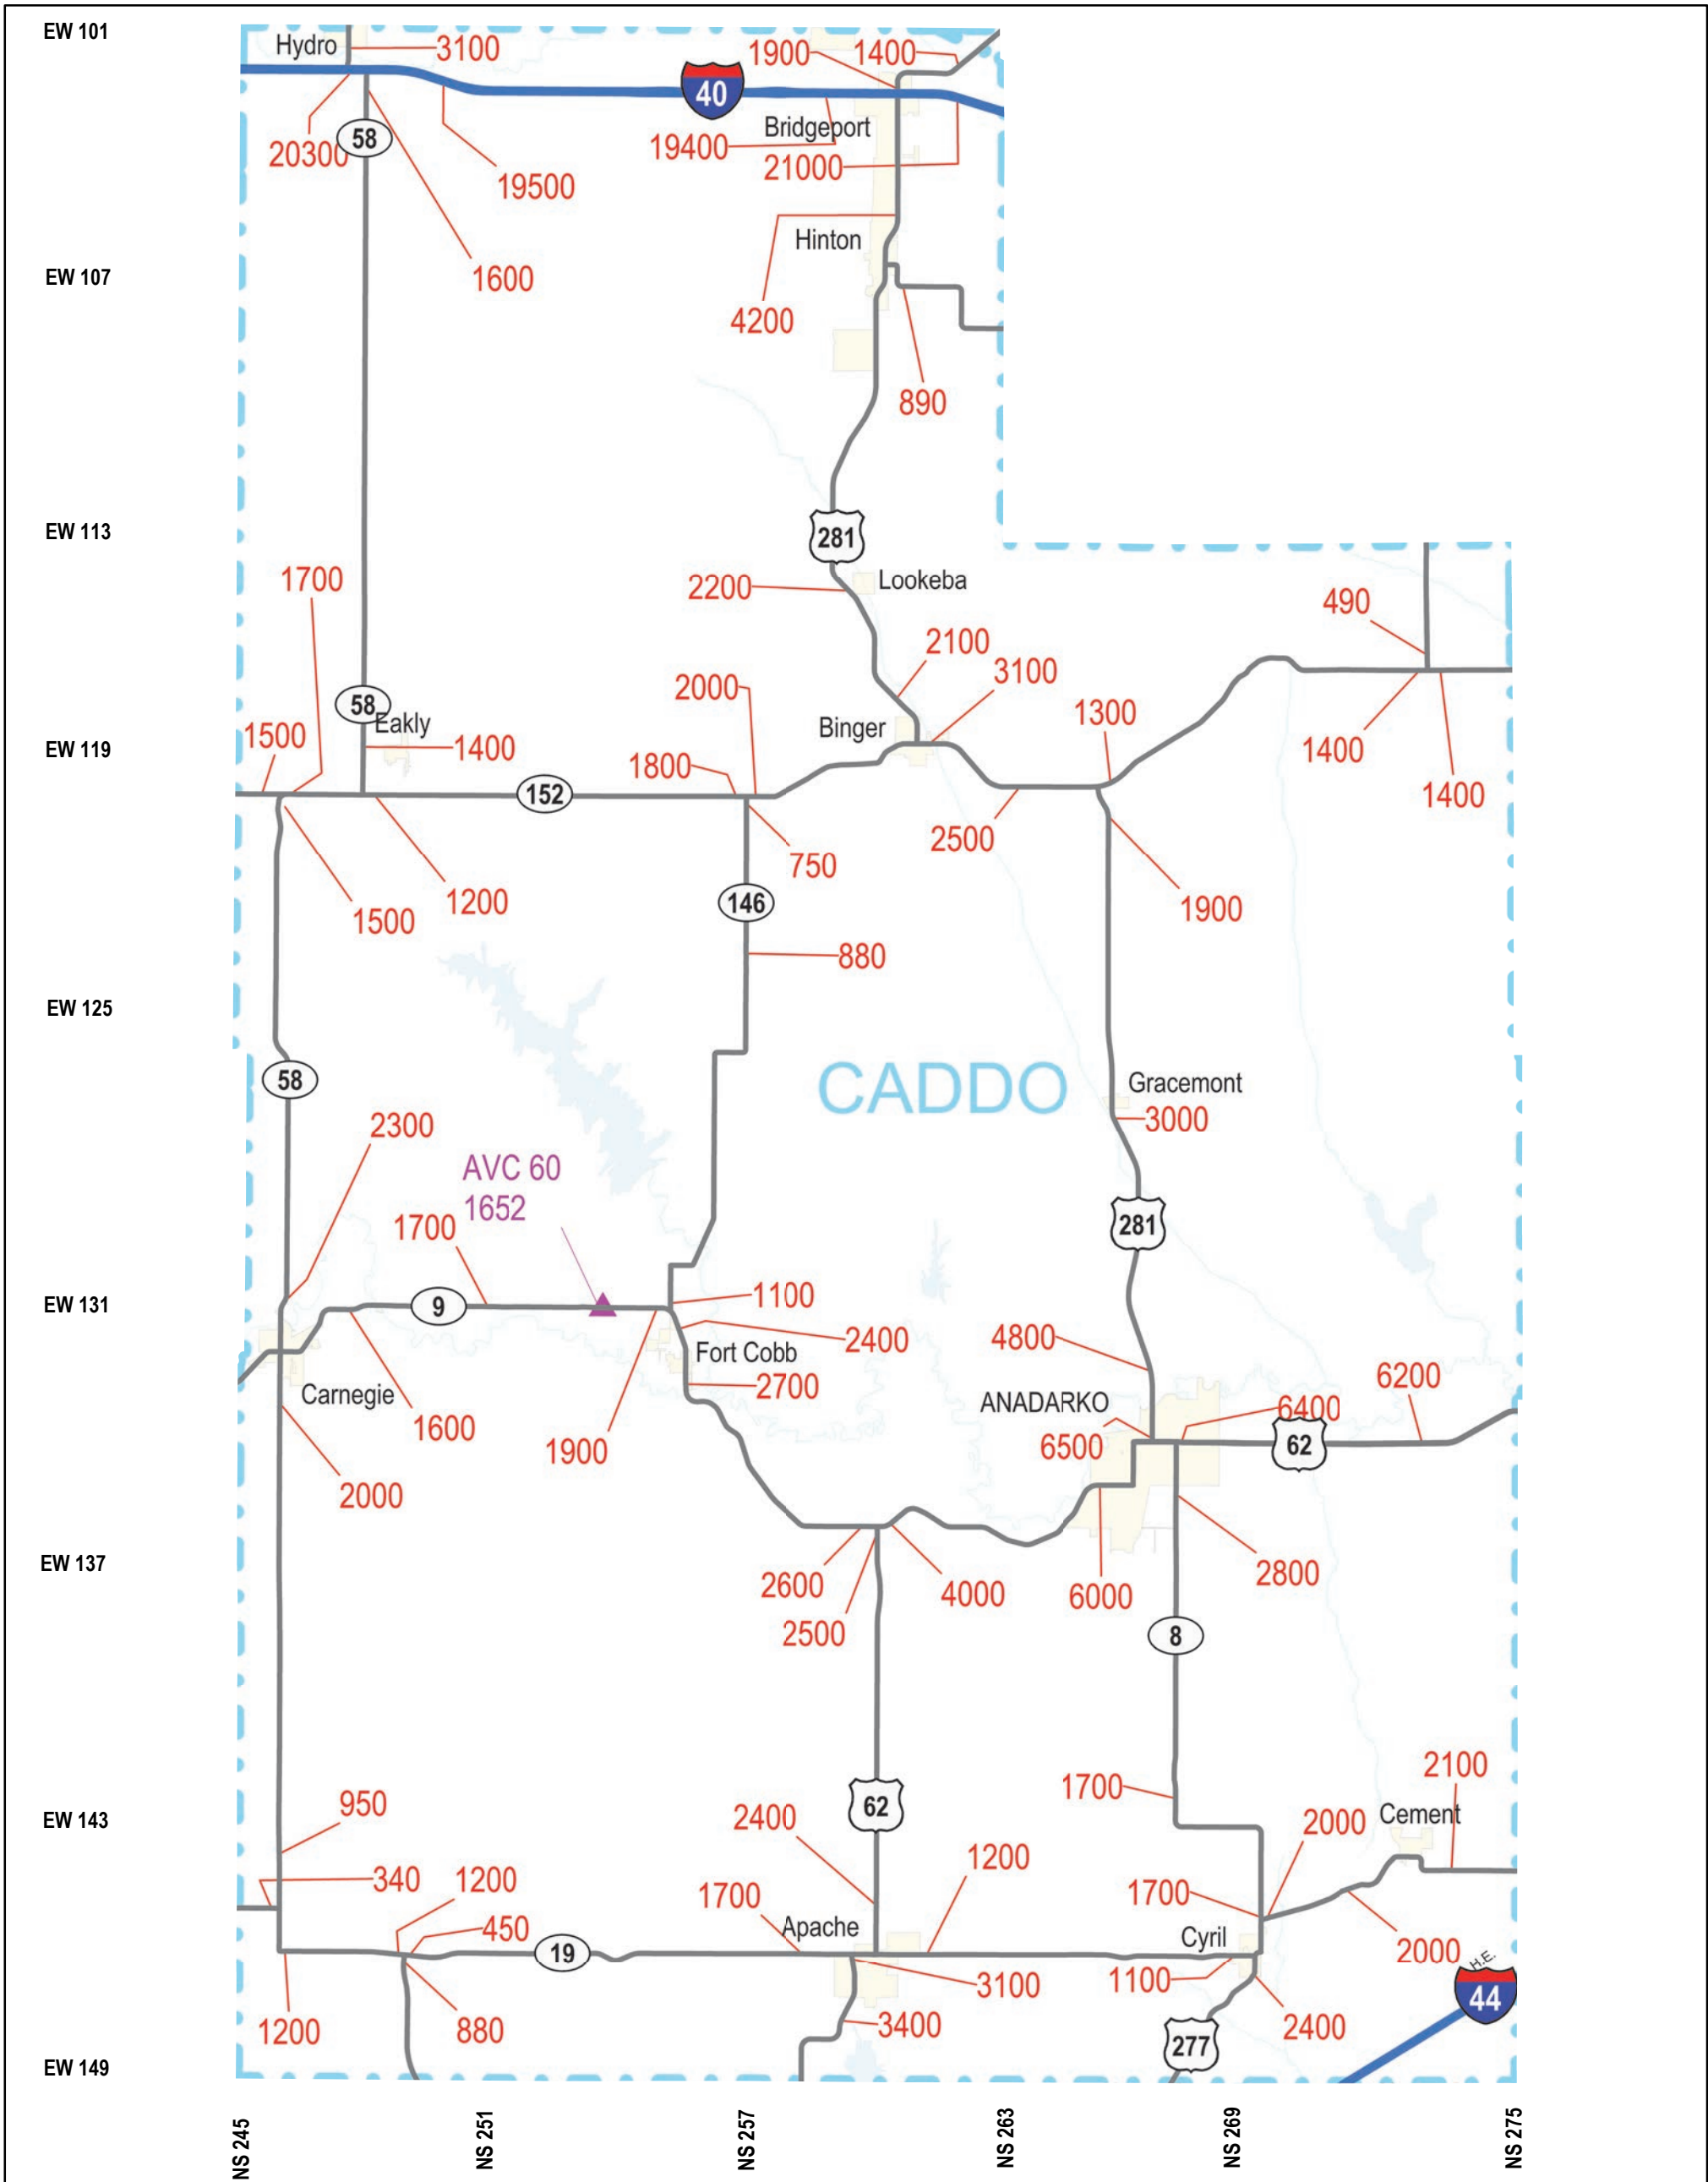 EW 101
Hydro
3100
1900
1400
40
58
20300
19500
19400
Bridgeport
21000
Hinton
EW 107
1600
4200
890
EW 113
281
1700
2200
Lookeba
490
2100
3100
2000
58
Eakly
1500
1400
Binger
1300
EW 119
1800
1400
152
1400
2500
750
1500
1200
146
1900
880
EW 125
58
CADDO
Gracemont
3000
2300
AVC 60
1652
1700
281
EW 131
9
1100
2400
4800
Fort Cobb
2700
6200
Carnegie
ANADARKO
6400
1600
1900
6500
62
2000
EW 137
2600
4000
6000
2800
2500
8
2100
1700
950
62
2400
EW 143
2000
Cement
340
1200
1200
1700
1700
450
Apache
Cyril
19
2000
H.E.
3100
1100
44
1200
880
3400
2400
277
EW 149
NS 245
NS 251
NS 257
NS 263
NS 269
NS 275